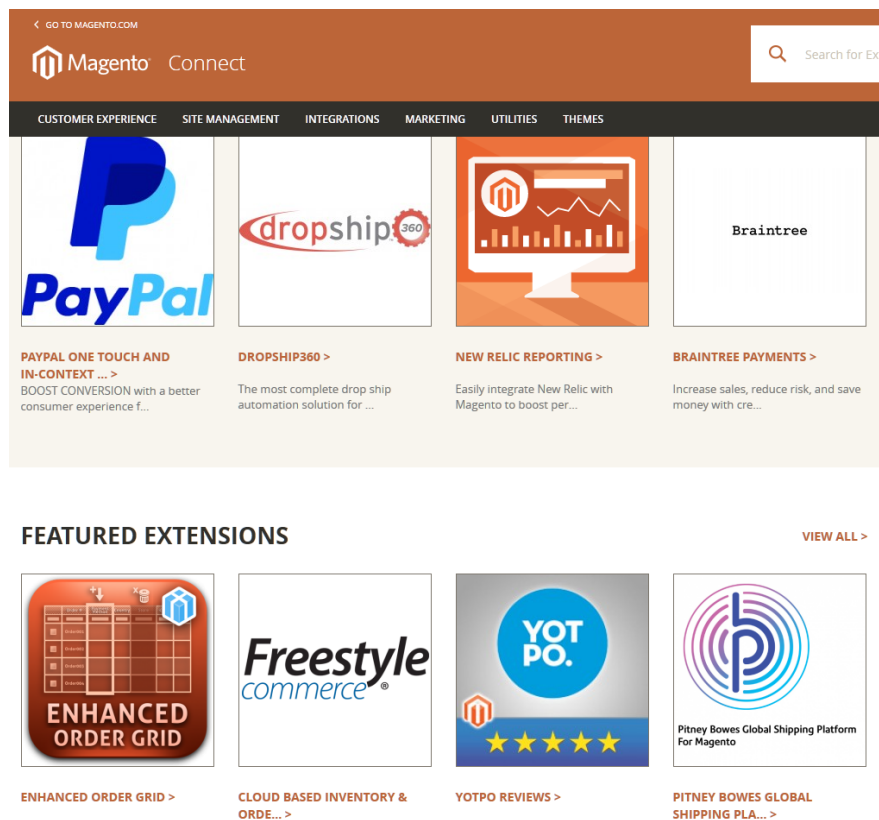 GO TO MAGENTO.COM
Magento Connect
Search for Ex
CUSTOMER EXPERIENCE SITE MANAGEMENT INTEGRATIONS MARKETING UTILITIES THEMES
PayPal
dropship 360
Braintree
PAYPAL ONE TOUCH AND
IN-CONTEXT ... >
BOOST CONVERSION with a better
consumer experience f...
DROPSHIP360 >
The most complete drop ship
automation solution for ...
NEW RELIC REPORTING >
Easily integrate New Relic with
Magento to boost per...
BRAINTREE PAYMENTS >
Increase sales, reduce risk, and save
money with cre...
FEATURED EXTENSIONS
VIEW ALL >
ENHANCED
ORDER GRID
Freestyle
commerce®
YOT
PO.
Pitney Bowes Global Shipping Platform
For Magento
ENHANCED ORDER GRID >
CLOUD BASED INVENTORY &
ORDE... >
YOTPO REVIEWS >
PITNEY BOWES GLOBAL
SHIPPING PLA... >